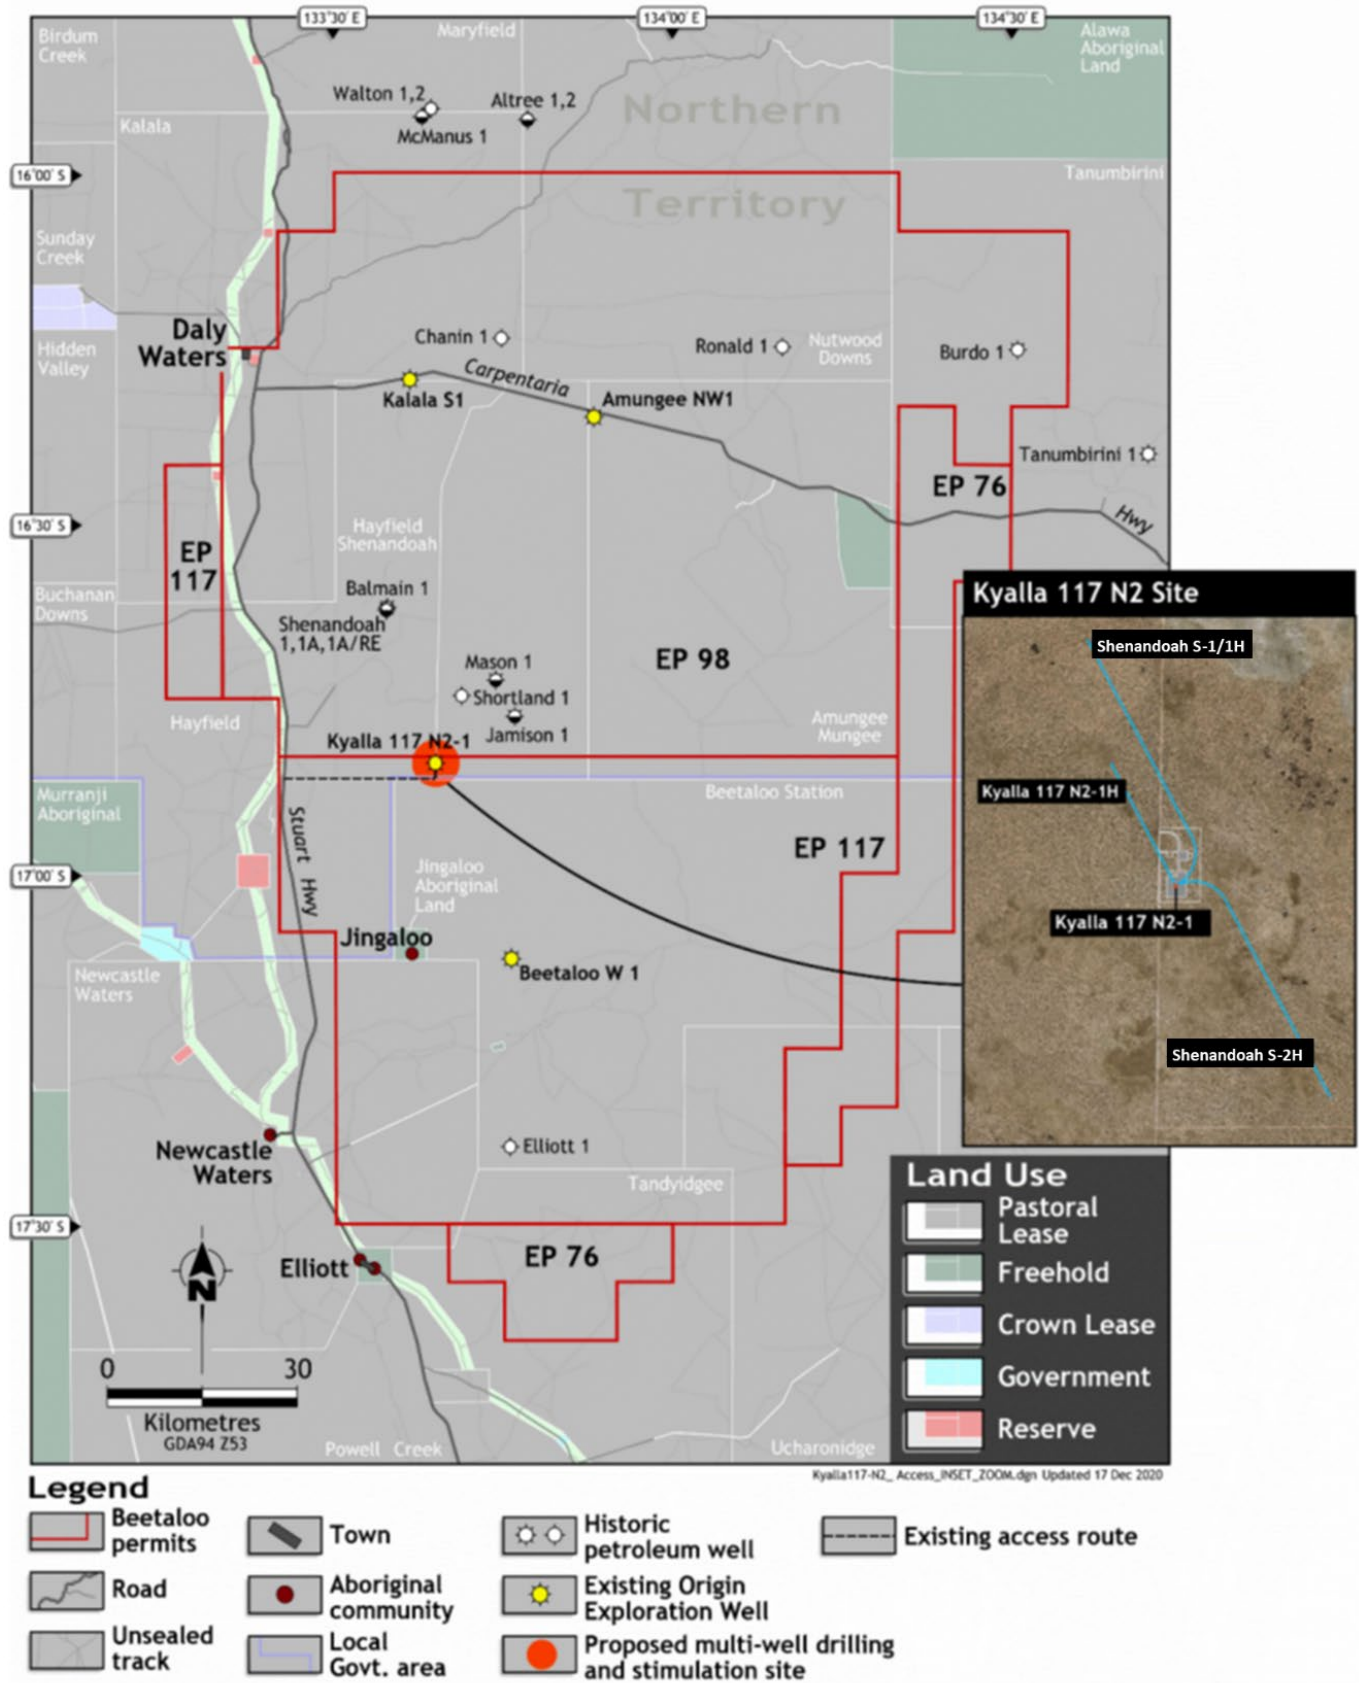 133°30' E
134°00' E
134°30' E
Birdum
Creek
Maryfield
Alawa
Aboriginal
Land
Walton 1,2
Altree 1,2
McManus 1
Northern
Territory
Kalala
16°00' S
Tanumbirini
Sunday
Creek
Daly
Waters
Hidden
Valley
Chanin 1
Ronald 1
Nutwood
Downs
Burdo 1
Carpentaria
Kalala S1
Amungee NW1
Tanumbirini 1
EP 76
Hwy
16°30' S
Hayfield
Shenandoah
EP
117
Buchanan
Downs
Balmain 1
Shenandoah
1,1A,1A/RE
EP 98
Mason 1
Shortland 1
Jamison 1
Hayfield
Amungee
Mungee
Kyalla 117 N2-1
Murranji
Aboriginal
Stuart Hwy
Beetaloo Station
EP 117
17°00' S
Jingaloo
Aboriginal
Land
Jingaloo
Newcastle
Waters
Beetaloo W 1
Newcastle
Waters
Elliott 1
Tandyidgee
17°30' S
N
Elliott
EP 76
0 30
Kilometres
GDA94 Z53
Powell Creek
Ucharonidge
Kyalla 117 N2 Site
Shenandoah S-1/1H
Kyalla 117 N2-1H
Kyalla 117 N2-1
Shenandoah S-2H
Land Use
Pastoral
Lease
Freehold
Crown Lease
Government
Reserve
Kyalla117-N2_ Access_INSET_ZOOM.dgn Updated 17 Dec 2020
Legend
Beetaloo
permits
Road
Unsealed
track
Town
Aboriginal
community
Local
Govt. area
Historic
petroleum well
Existing Origin
Exploration Well
Proposed multi-well drilling
and stimulation site
Existing access route